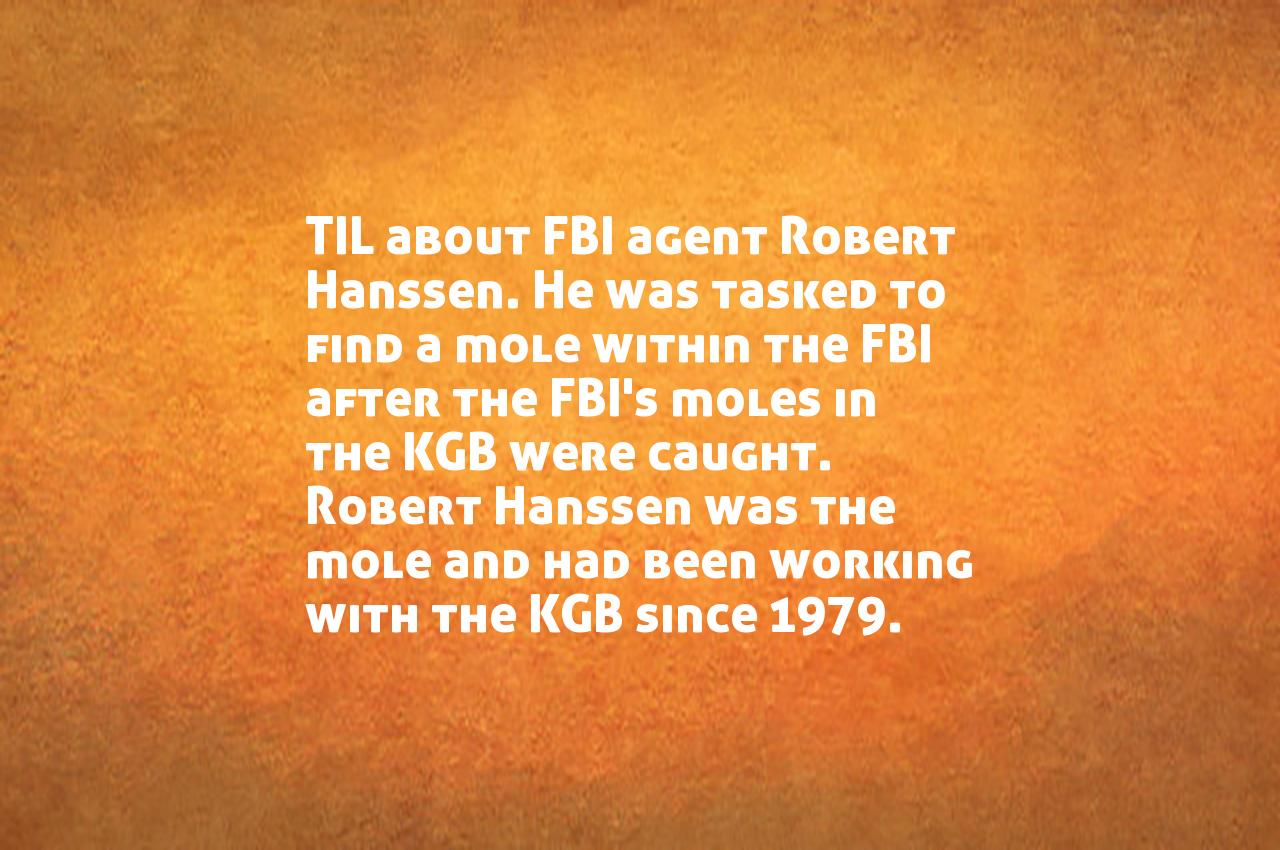 TIL about FBI agent Robert
Hanssen. He was tasked to
find a mole within the FBI
after the FBI's moles in
the KGB were caught.
Robert Hanssen was the
mole and had been working
with the KGB since 1979.